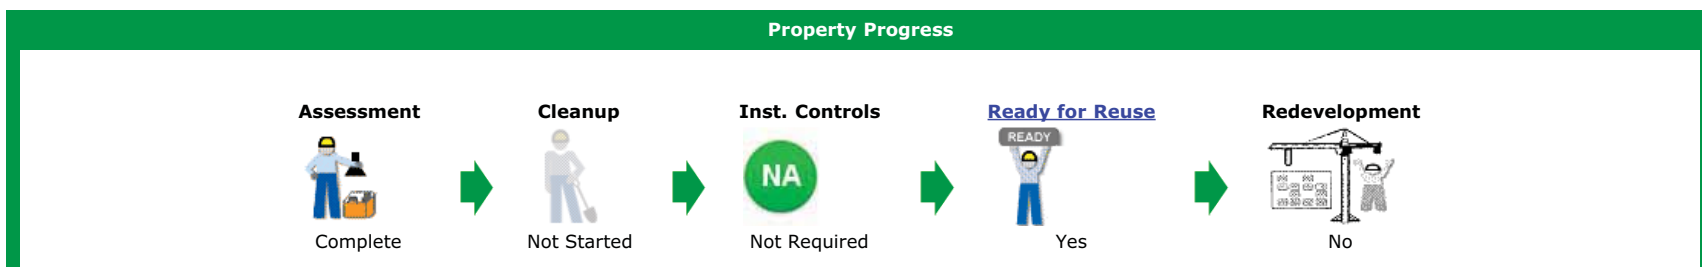 Property Progress
Assessment
Cleanup
Inst. Controls
Ready for Reuse
Redevelopment
NA
READY
Complete
Not Started
Not Required
Yes
No